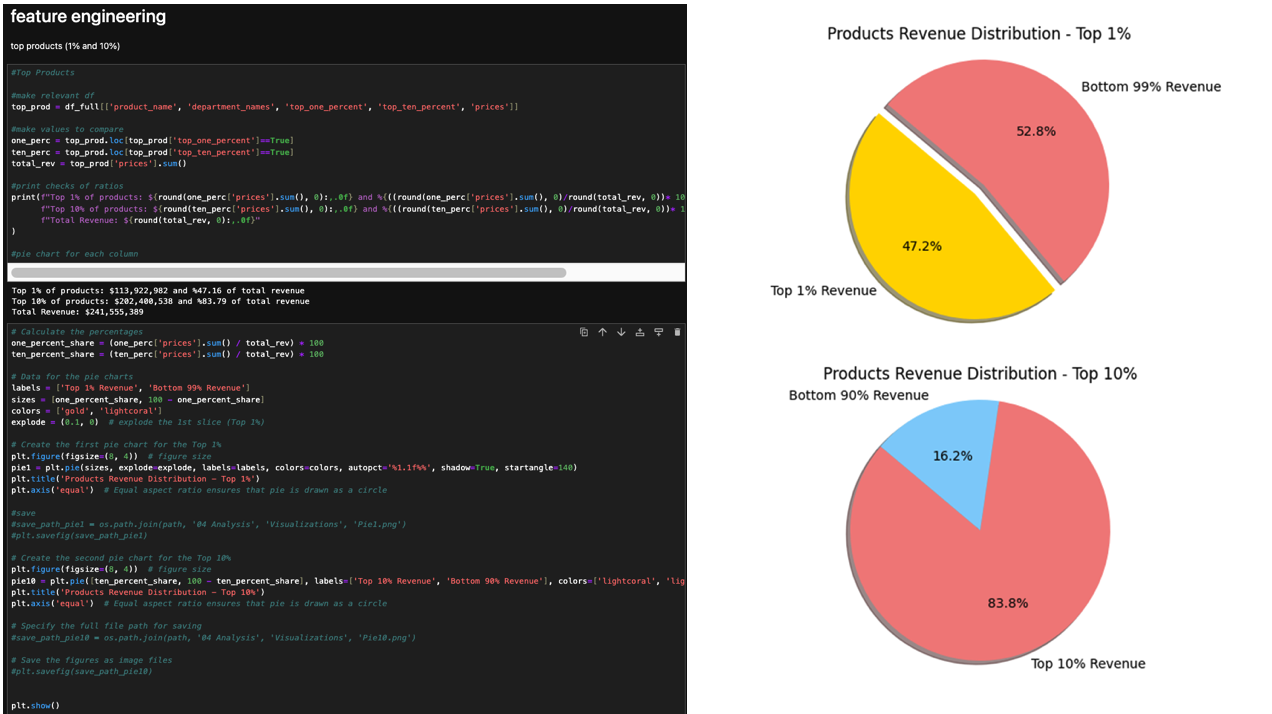 feature engineering
top products (1% and 10%)
#Top Products
#make relevant df
top_prod = df_full[['product_name', 'department_names', 'top_one_percent', 'top_ten_percent', 'prices']]
#make values to compare
one_perc = top_prod.loc[top_prod['top_one_percent']==True]
ten_perc = top_prod.loc[top_prod['top_ten_percent']==True]
total_rev = top_prod['prices'].sum()
#print checks of ratios
print(f"Top 1% of products: ${round(one_perc['prices'].sum(), 0):,.0f} and %{((round(one_perc['prices'].sum(), 0)/round(total_rev, 0))* 10
f"Top 10% of products: ${round(ten_perc['prices'].sum(), 0):,.0f} and %{((round(ten_perc['prices'].sum(), 0)/round(total_rev, 0))* 1
f"Total Revenue: ${round(total_rev, 0):,.0f}"
)
#pie chart for each column
Top 1% of products: $113,922,982 and %47.16 of total revenue
Top 10% of products: $202,400,538 and %83.79 of total revenue
Total Revenue: $241,555,389
# Calculate the percentages
one_percent_share = (one_perc['prices'].sum() / total_rev) * 100
ten_percent_share = (ten_perc['prices'].sum() / total_rev) * 100
# Data for the pie charts
labels = ['Top 1% Revenue', 'Bottom 99% Revenue']
sizes = [one_percent_share, 100 - one_percent_share]
colors = ['gold', 'lightcoral']
explode = (0.1, 0)  # explode the 1st slice (Top 1%)
# Create the first pie chart for the Top 1%
plt.figure(figsize=(8, 4))  # figure size
pie1 = plt.pie(sizes, explode=explode, labels=labels, colors=colors, autopct='%1.1f%%', shadow=True, startangle=140)
plt.title('Products Revenue Distribution - Top 1%')
plt.axis('equal')  # Equal aspect ratio ensures that pie is drawn as a circle
#save
#save_path_pie1 = os.path.join(path, '04 Analysis', 'Visualizations', 'Pie1.png')
#plt.savefig(save_path_pie1)
# Create the second pie chart for the Top 10%
plt.figure(figsize=(8, 4))  # figure size
pie10 = plt.pie([ten_percent_share, 100 - ten_percent_share], labels=['Top 10% Revenue', 'Bottom 90% Revenue'], colors=['lightcoral', 'lig
plt.title('Products Revenue Distribution - Top 10%')
plt.axis('equal')  # Equal aspect ratio ensures that pie is drawn as a circle
# Specify the full file path for saving
#save_path_pie10 = os.path.join(path, '04 Analysis', 'Visualizations', 'Pie10.png')
# Save the figures as image files
#plt.savefig(save_path_pie10)
plt.show()
Products Revenue Distribution - Top 1%
Bottom 99% Revenue
52.8%
47.2%
Top 1% Revenue
Products Revenue Distribution - Top 10%
Bottom 90% Revenue
16.2%
83.8%
Top 10% Revenue